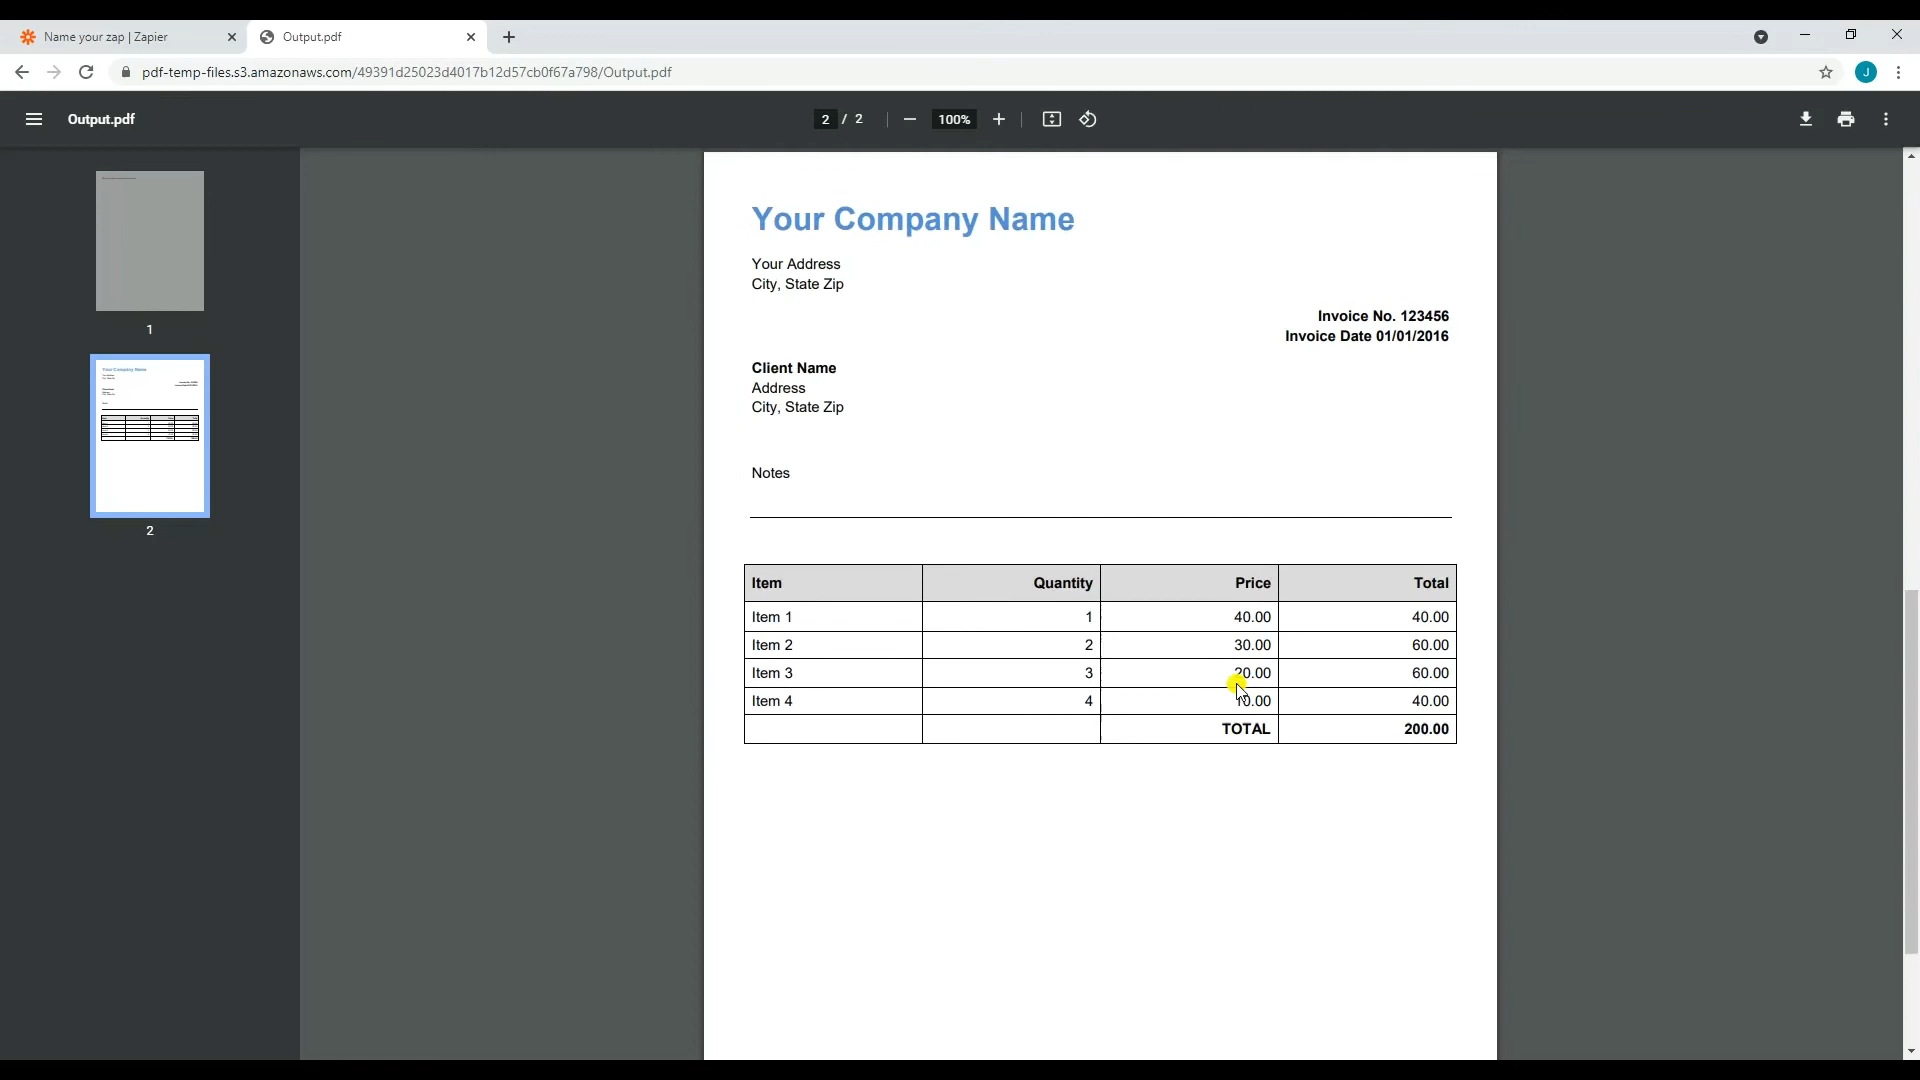 Name your zap | Zapier
Output.pdf
pdf-temp-files.s3.amazonaws.com/49391d25023d4017b12d57cb0f67a798/Output.pdf
J
Output.pdf
2 / 2
100%
1
2
Your Company Name
Your Address
City, State Zip
Invoice No. 123456
Invoice Date 01/01/2016
Client Name
Address
City, State Zip
Notes
Item Quantity Price Total
Item 1 1 40.00 40.00
Item 2 2 30.00 60.00
Item 3 3 20.00 60.00
Item 4 4 10.00 40.00
TOTAL 200.00